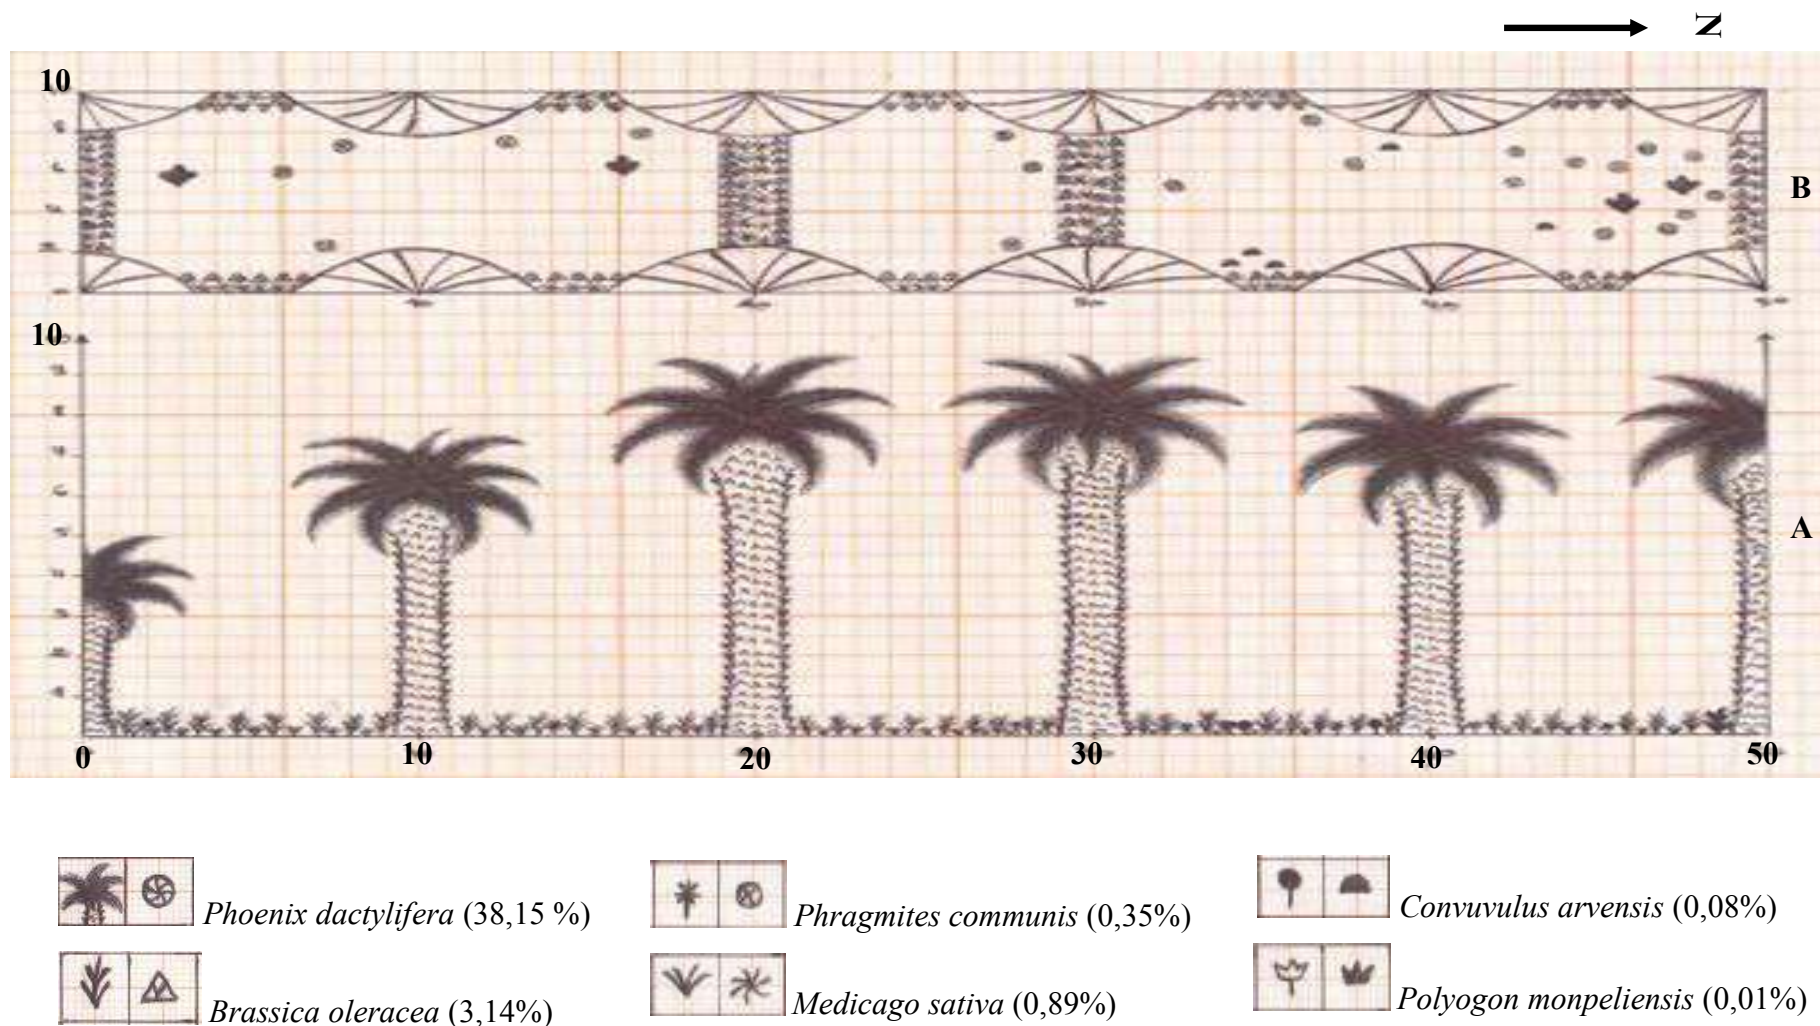 N
10
B
10
A
0 10 20 30 40 50
Phoenix dactylifera (38,15 %)
Phragmites communis (0,35%)
Convuvulus arvensis (0,08%)
Brassica oleracea (3,14%)
Medicago sativa (0,89%)
Polyogon monpeliensis (0,01%)